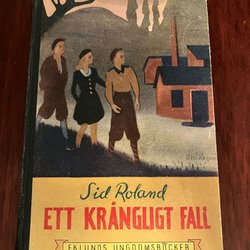 Sid Roland
ETT KRÅNGLIGT FALL
EKLUNDS UNGDOMSBÖCKER